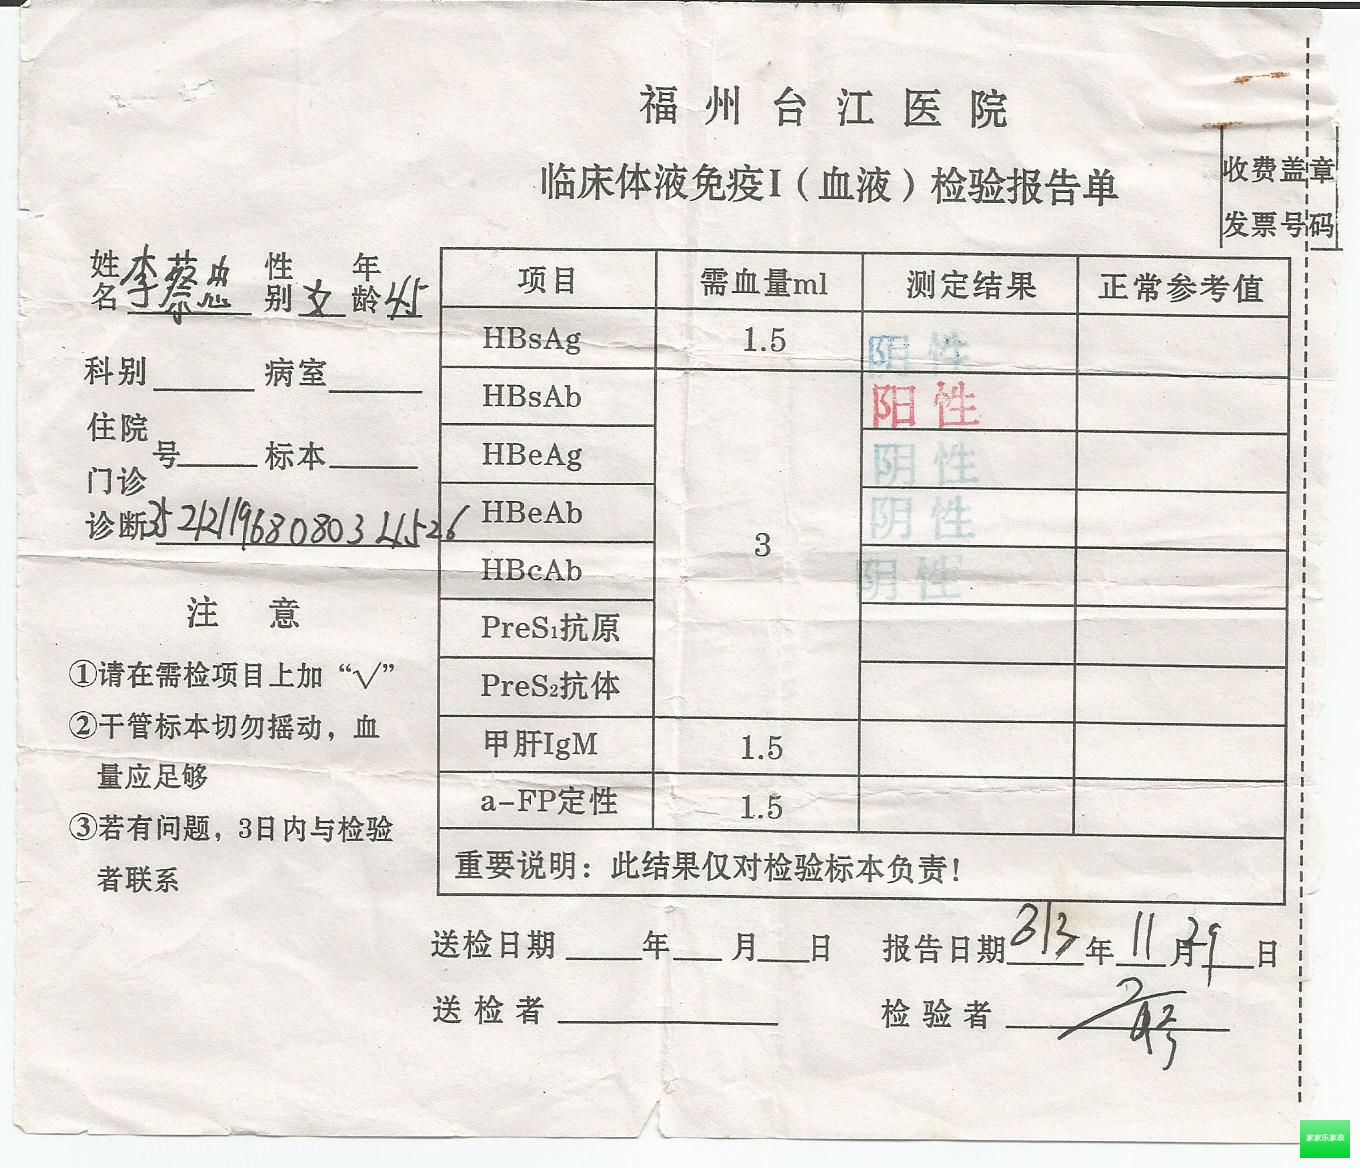 福州台江医院
临床体液免疫I（血液）检验报告单
收费盖章
发票号码
姓名 李蔡 性别 女 年龄 45
科别 病室
住院
门诊 号 标本
诊断
项目 需血量ml 测定结果 正常参考值
HBsAg 1.5 阴性
HBsAb 阳性
HBeAg 阴性
HBeAb 3 阴性
HBcAb 阴性
PreS₁抗原
PreS₂抗体
甲肝IgM 1.5
a-FP定性 1.5
重要说明：此结果仅对检验标本负责！
注意
①请在需检项目上加“√”
②干管标本切勿摇动，血
量应足够
③若有问题，3日内与检验
者联系
送检日期 年 月 日 报告日期 年 11 月 29 日
送检者 检验者
家家乐家政